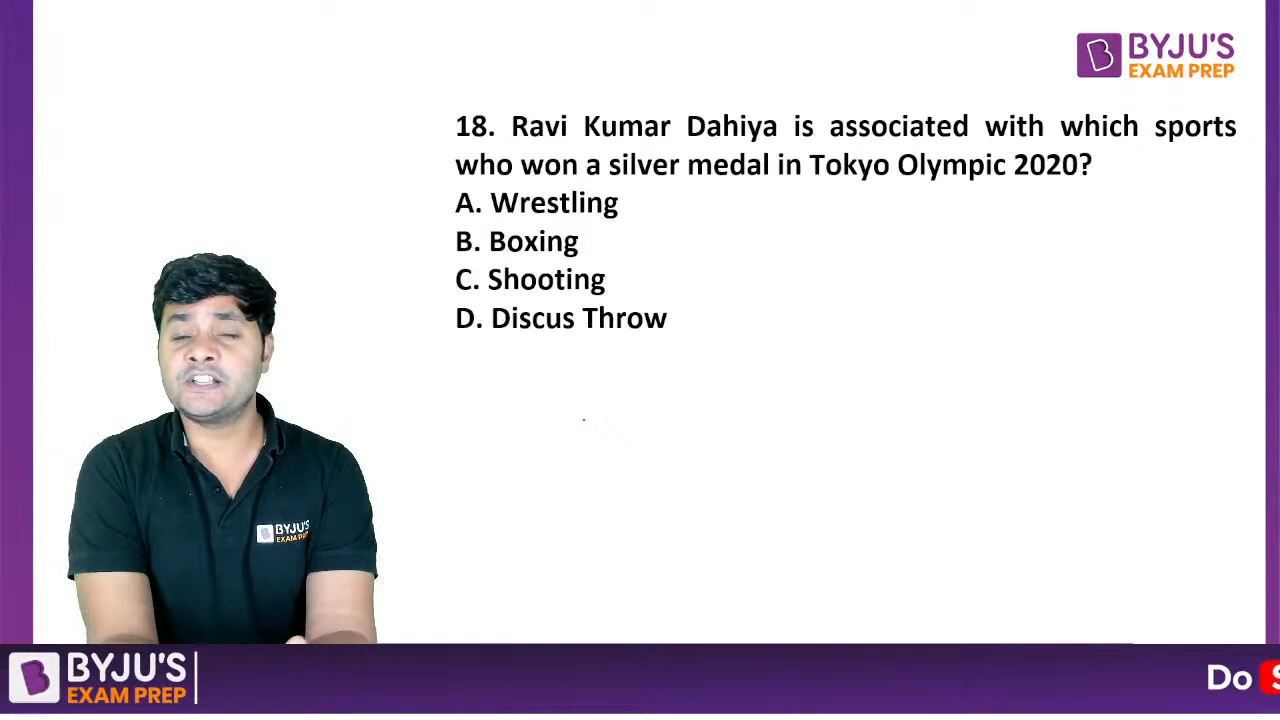 BYJU'S
EXAM PREP
18. Ravi Kumar Dahiya is associated with which sports
who won a silver medal in Tokyo Olympic 2020?
A. Wrestling
B. Boxing
C. Shooting
D. Discus Throw
BYJU'S
EXAM PREP
BYJU'S
EXAM PREP
Do